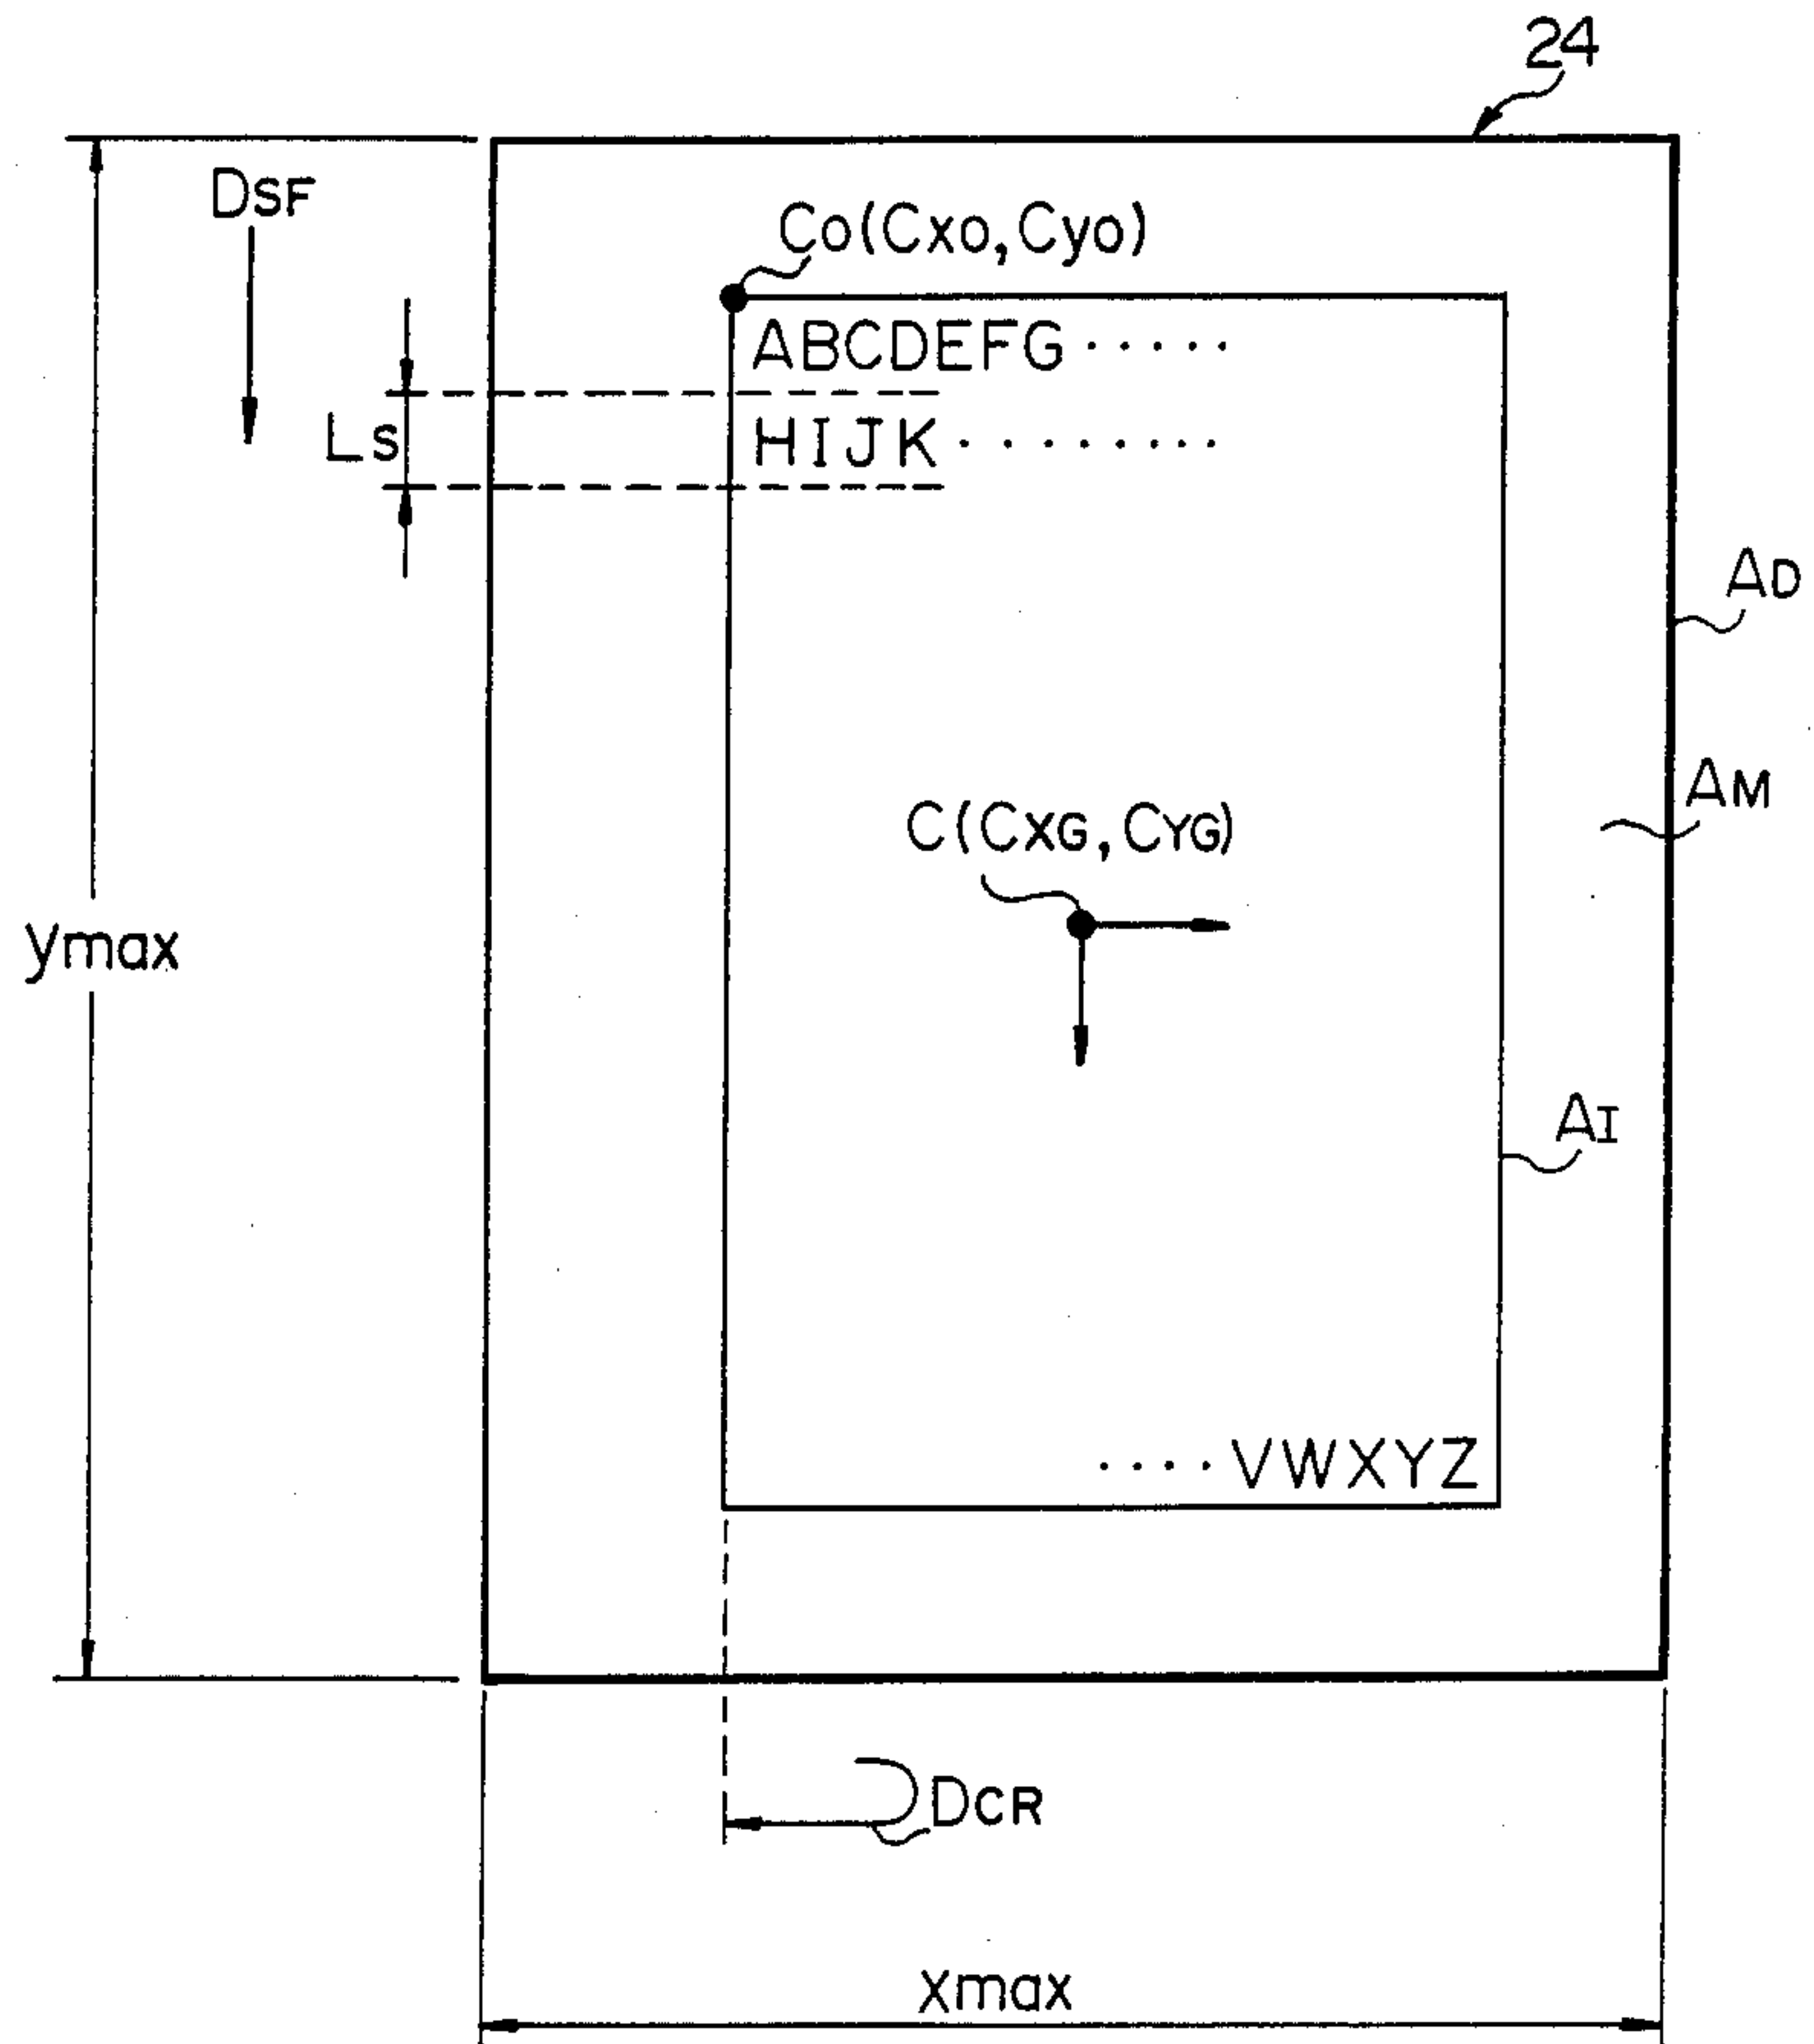 24
DSF
Co(Cxo,Cyo)
ABCDEFG·····
LS
HIJK·········
AD
AM
C(CXG,CYG)
ymax
AI
····VWXYZ
DCR
xmax